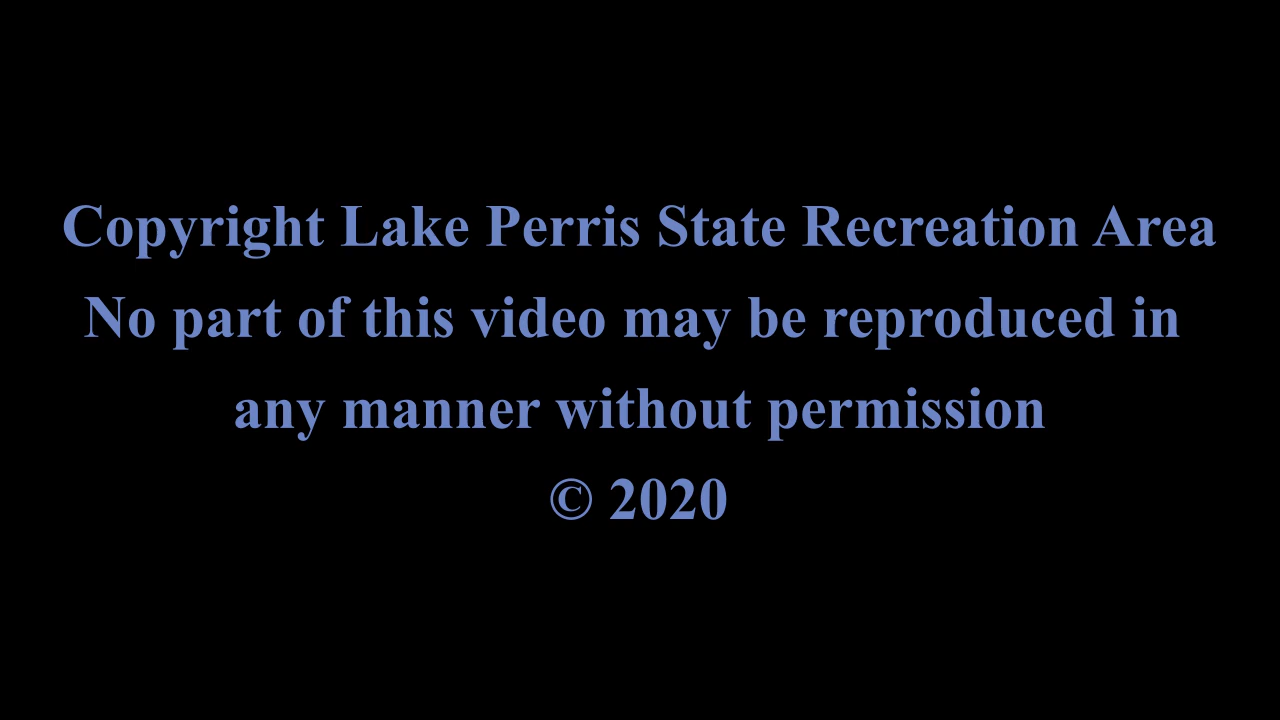 Copyright Lake Perris State Recreation Area
No part of this video may be reproduced in
any manner without permission
© 2020